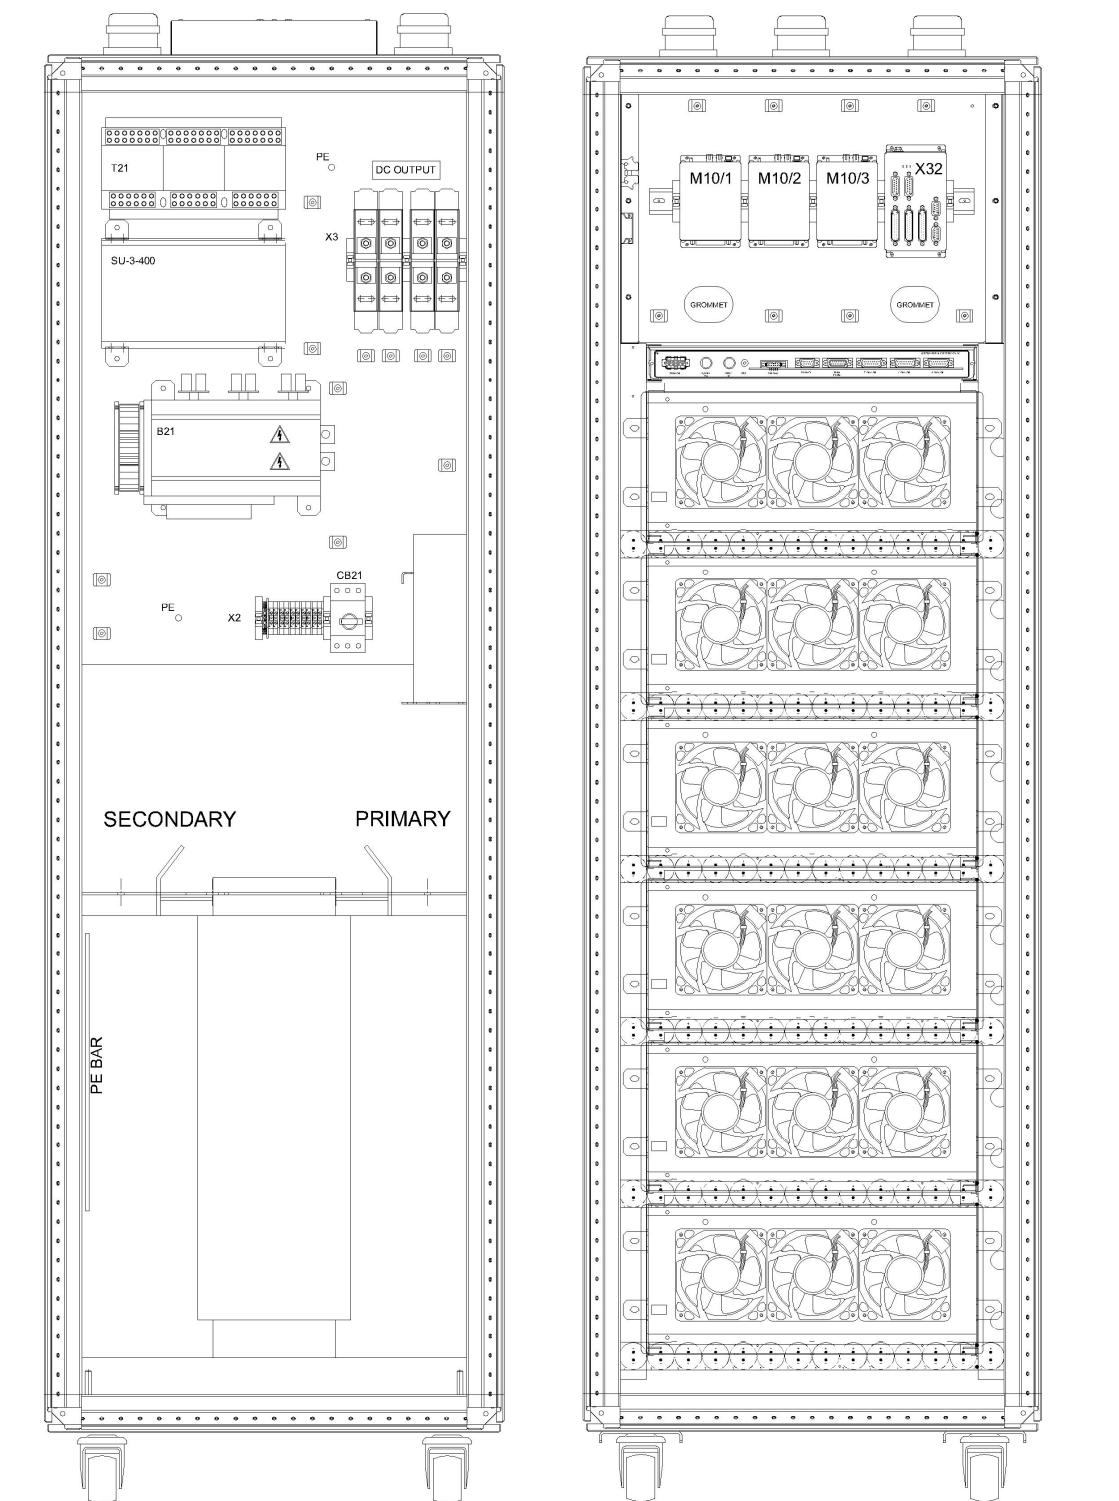 T21
PE
DC OUTPUT
X3
SU-3-400
B21
CB21
PE
X2
SECONDARY
PRIMARY
PE BAR
M10/1
M10/2
M10/3
X32
GROMMET
GROMMET